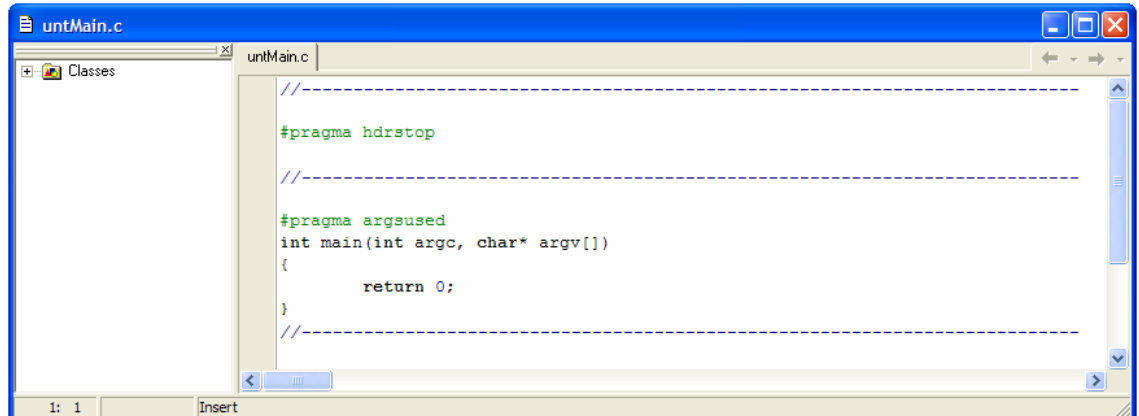 untMain.c
Classes
untMain.c
//---------------------------------------------------------------------------
#pragma hdrstop
//---------------------------------------------------------------------------
#pragma argsused
int main(int argc, char* argv[])
{
        return 0;
}
//---------------------------------------------------------------------------
1: 1 Insert